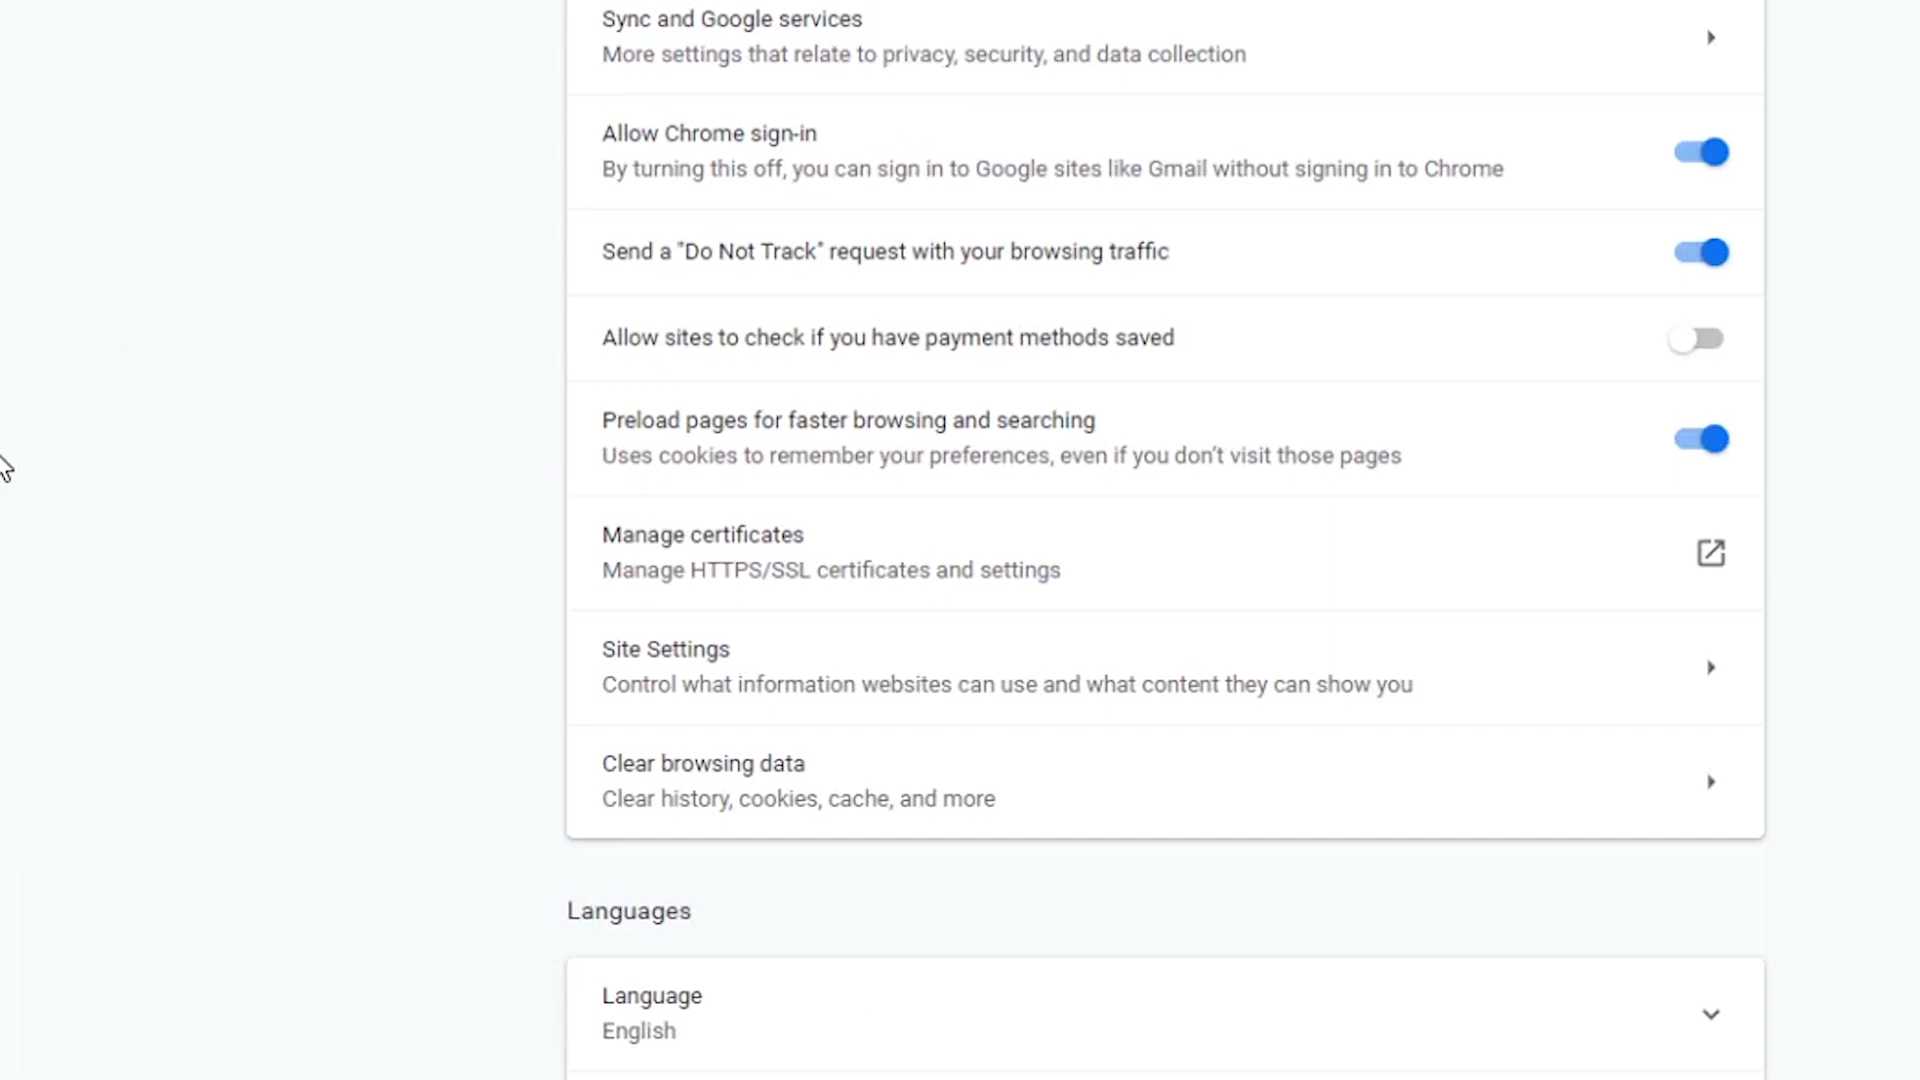 Sync and Google services
More settings that relate to privacy, security, and data collection
Allow Chrome sign-in
By turning this off, you can sign in to Google sites like Gmail without signing in to Chrome
Send a "Do Not Track" request with your browsing traffic
Allow sites to check if you have payment methods saved
Preload pages for faster browsing and searching
Uses cookies to remember your preferences, even if you don't visit those pages
Manage certificates
Manage HTTPS/SSL certificates and settings
Site Settings
Control what information websites can use and what content they can show you
Clear browsing data
Clear history, cookies, cache, and more
Languages
Language
English